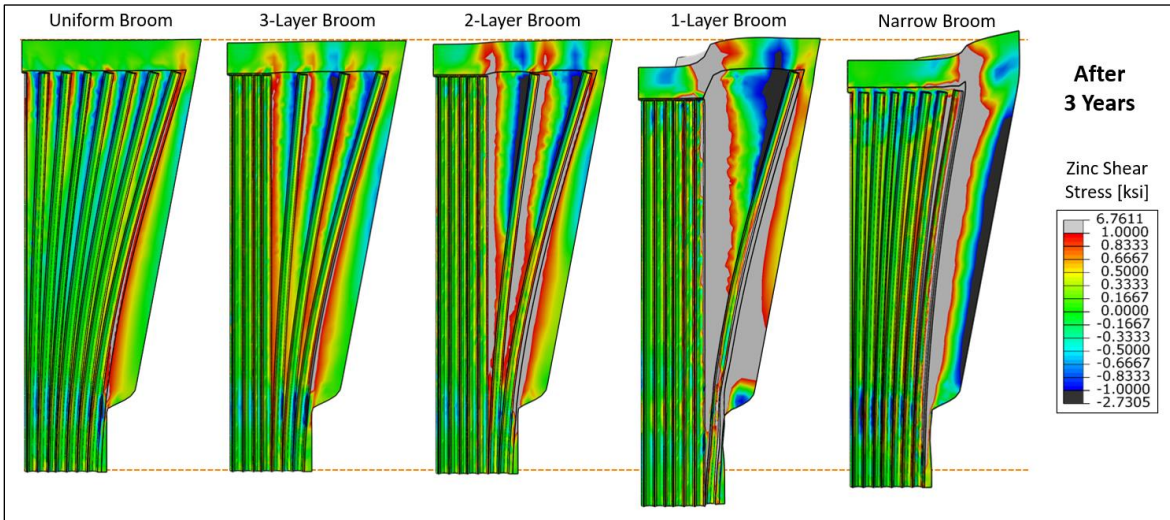 Uniform Broom
3-Layer Broom
2-Layer Broom
1-Layer Broom
Narrow Broom
After
3 Years
Zinc Shear
Stress [ksi]
6.7611
1.0000
0.8333
0.6667
0.5000
0.3333
0.1667
0.0000
-0.1667
-0.3333
-0.5000
-0.6667
-0.8333
-1.0000
-2.7305